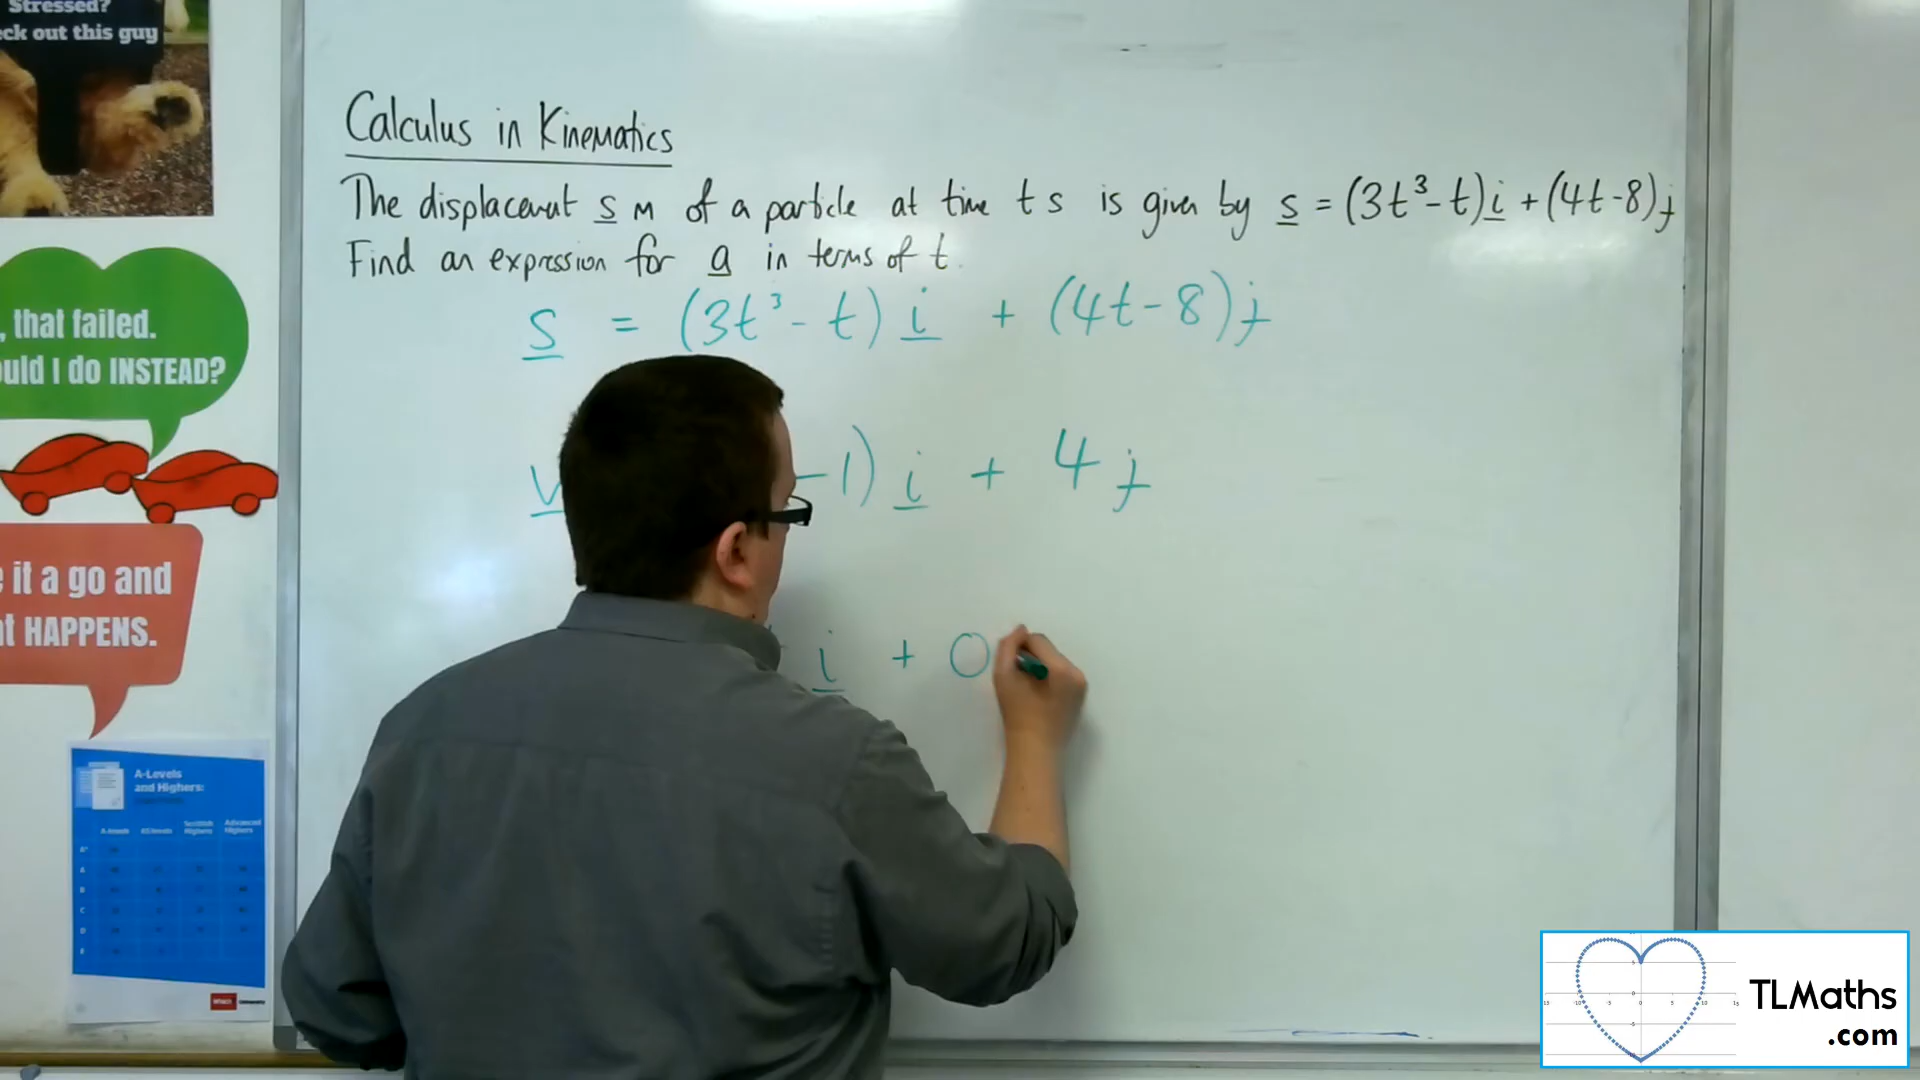 Stressed?
ck out this guy
Calculus in Kinematics
The displacement s m of a particle at time t s is given by s = (3t³-t)i + (4t-8)j
Find an expression for a in terms of t.
s = (3t³ - t) i + (4t-8) j
, that failed.
ould I do INSTEAD?
v -1) i + 4 j
e it a go and
at HAPPENS.
i + 0
A-Levels
and Highers:
TLMaths
.com